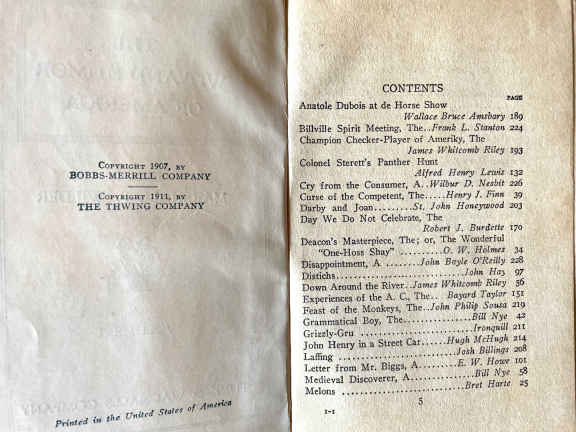 COPYRIGHT 1907, BY
BOBBS-MERRILL COMPANY
COPYRIGHT 1911, BY
THE THWING COMPANY
Printed in the United States of America
CONTENTS
PAGE
Anatole Dubois at de Horse Show
Wallace Bruce Amsbary 189
Billville Spirit Meeting, The..Frank L. Stanton 224
Champion Checker-Player of Ameriky, The
James Whitcomb Riley 193
Colonel Sterett's Panther Hunt
Alfred Henry Lewis 132
Cry from the Consumer, A..Wilbur D. Nesbit 226
Curse of the Competent, The.....Henry J. Finn 39
Darby and Joan..........St. John Honeywood 203
Day We Do Not Celebrate, The
Robert J. Burdette 170
Deacon's Masterpiece, The; or, The Wonderful
"One-Hoss Shay" ...........O. W. Holmes 34
Disappointment, A ........John Boyle O'Reilly 228
Distichs..............................John Hay 97
Down Around the River..James Whitcomb Riley 56
Experiences of the A. C., The.. Bayard Taylor 151
Feast of the Monkeys, The..John Philip Sousa 219
Grammatical Boy, The...............Bill Nye 42
Grizzly-Gru ..........................Ironquill 211
John Henry in a Street Car......Hugh McHugh 214
Laffing ..........................Josh Billings 208
Letter from Mr. Biggs, A..........E. W. Howe 101
Medieval Discoverer, A..............Bill Nye 58
Melons ...........................Bret Harte 25
5
1-1